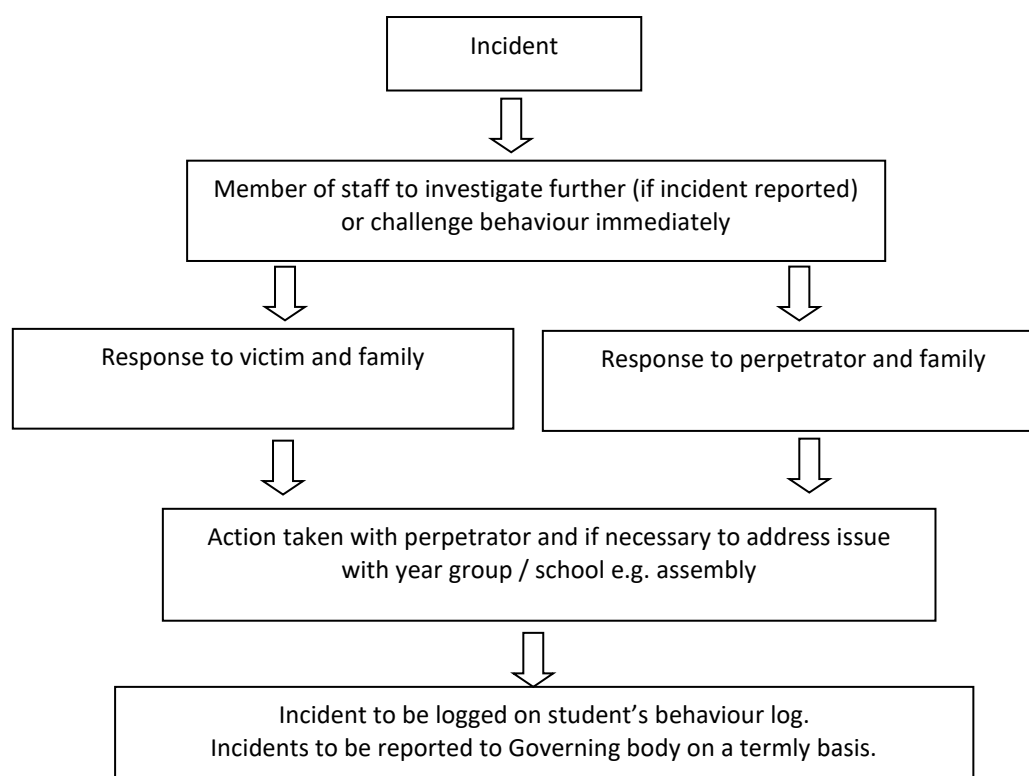 Incident
Member of staff to investigate further (if incident reported)
or challenge behaviour immediately
Response to victim and family
Response to perpetrator and family
Action taken with perpetrator and if necessary to address issue
with year group / school e.g. assembly
Incident to be logged on student’s behaviour log.
Incidents to be reported to Governing body on a termly basis.